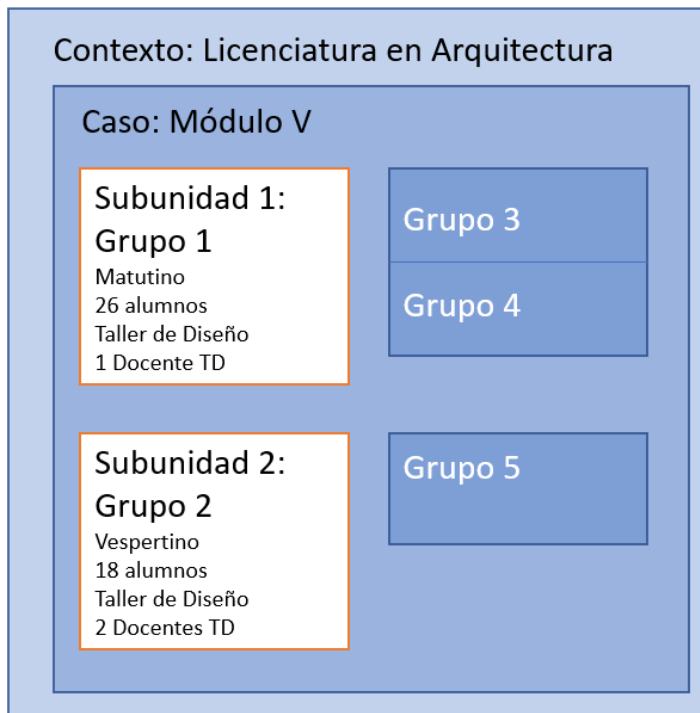 Contexto: Licenciatura en Arquitectura
Caso: Módulo V
Subunidad 1:
Grupo 1
Matutino
26 alumnos
Taller de Diseño
1 Docente TD
Grupo 3
Grupo 4
Subunidad 2:
Grupo 2
Vespertino
18 alumnos
Taller de Diseño
2 Docentes TD
Grupo 5